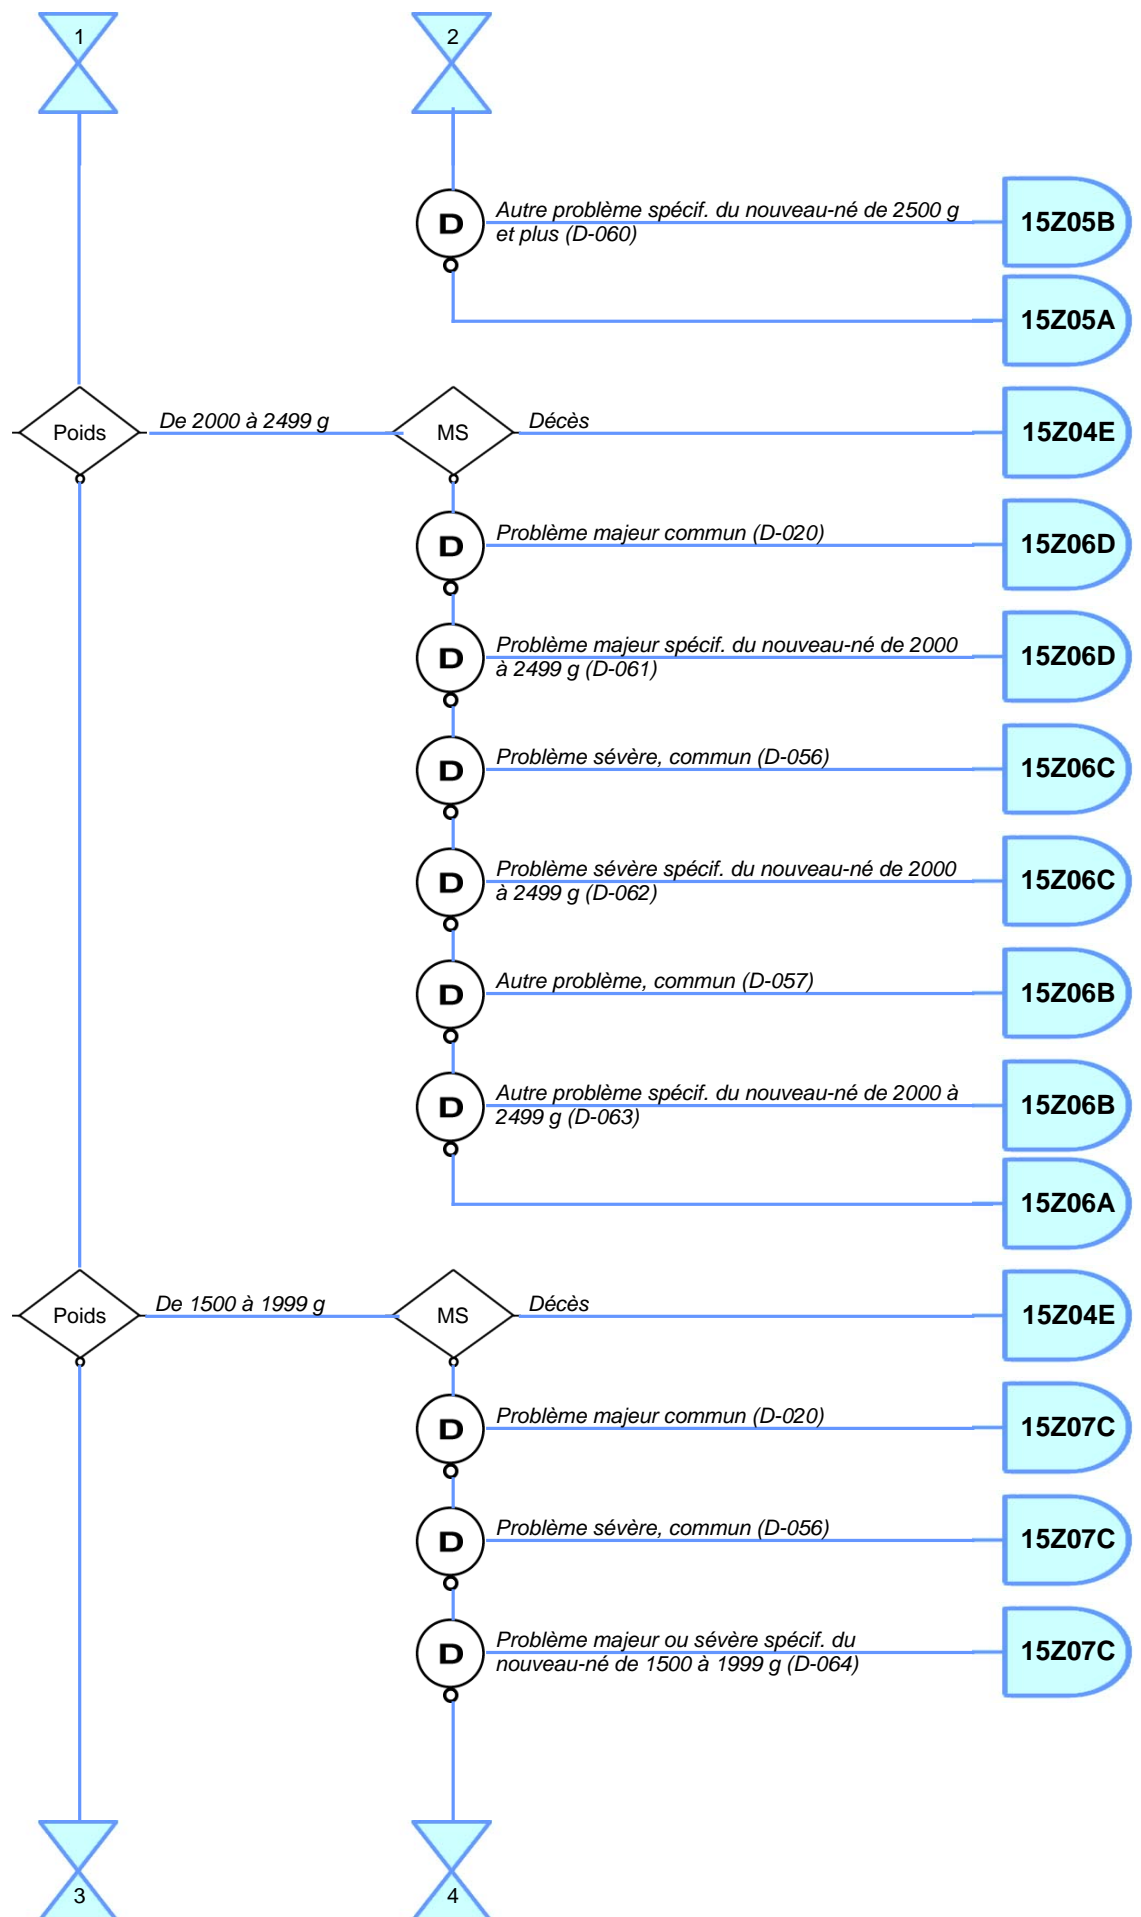 1
2
D
Autre problème spécif. du nouveau-né de 2500 g
et plus (D-060)
15Z05B
15Z05A
Poids
De 2000 à 2499 g
MS
Décès
15Z04E
D
Problème majeur commun (D-020)
15Z06D
D
Problème majeur spécif. du nouveau-né de 2000
à 2499 g (D-061)
15Z06D
D
Problème sévère, commun (D-056)
15Z06C
D
Problème sévère spécif. du nouveau-né de 2000
à 2499 g (D-062)
15Z06C
D
Autre problème, commun (D-057)
15Z06B
D
Autre problème spécif. du nouveau-né de 2000 à
2499 g (D-063)
15Z06B
15Z06A
Poids
De 1500 à 1999 g
MS
Décès
15Z04E
D
Problème majeur commun (D-020)
15Z07C
D
Problème sévère, commun (D-056)
15Z07C
D
Problème majeur ou sévère spécif. du
nouveau-né de 1500 à 1999 g (D-064)
15Z07C
3
4